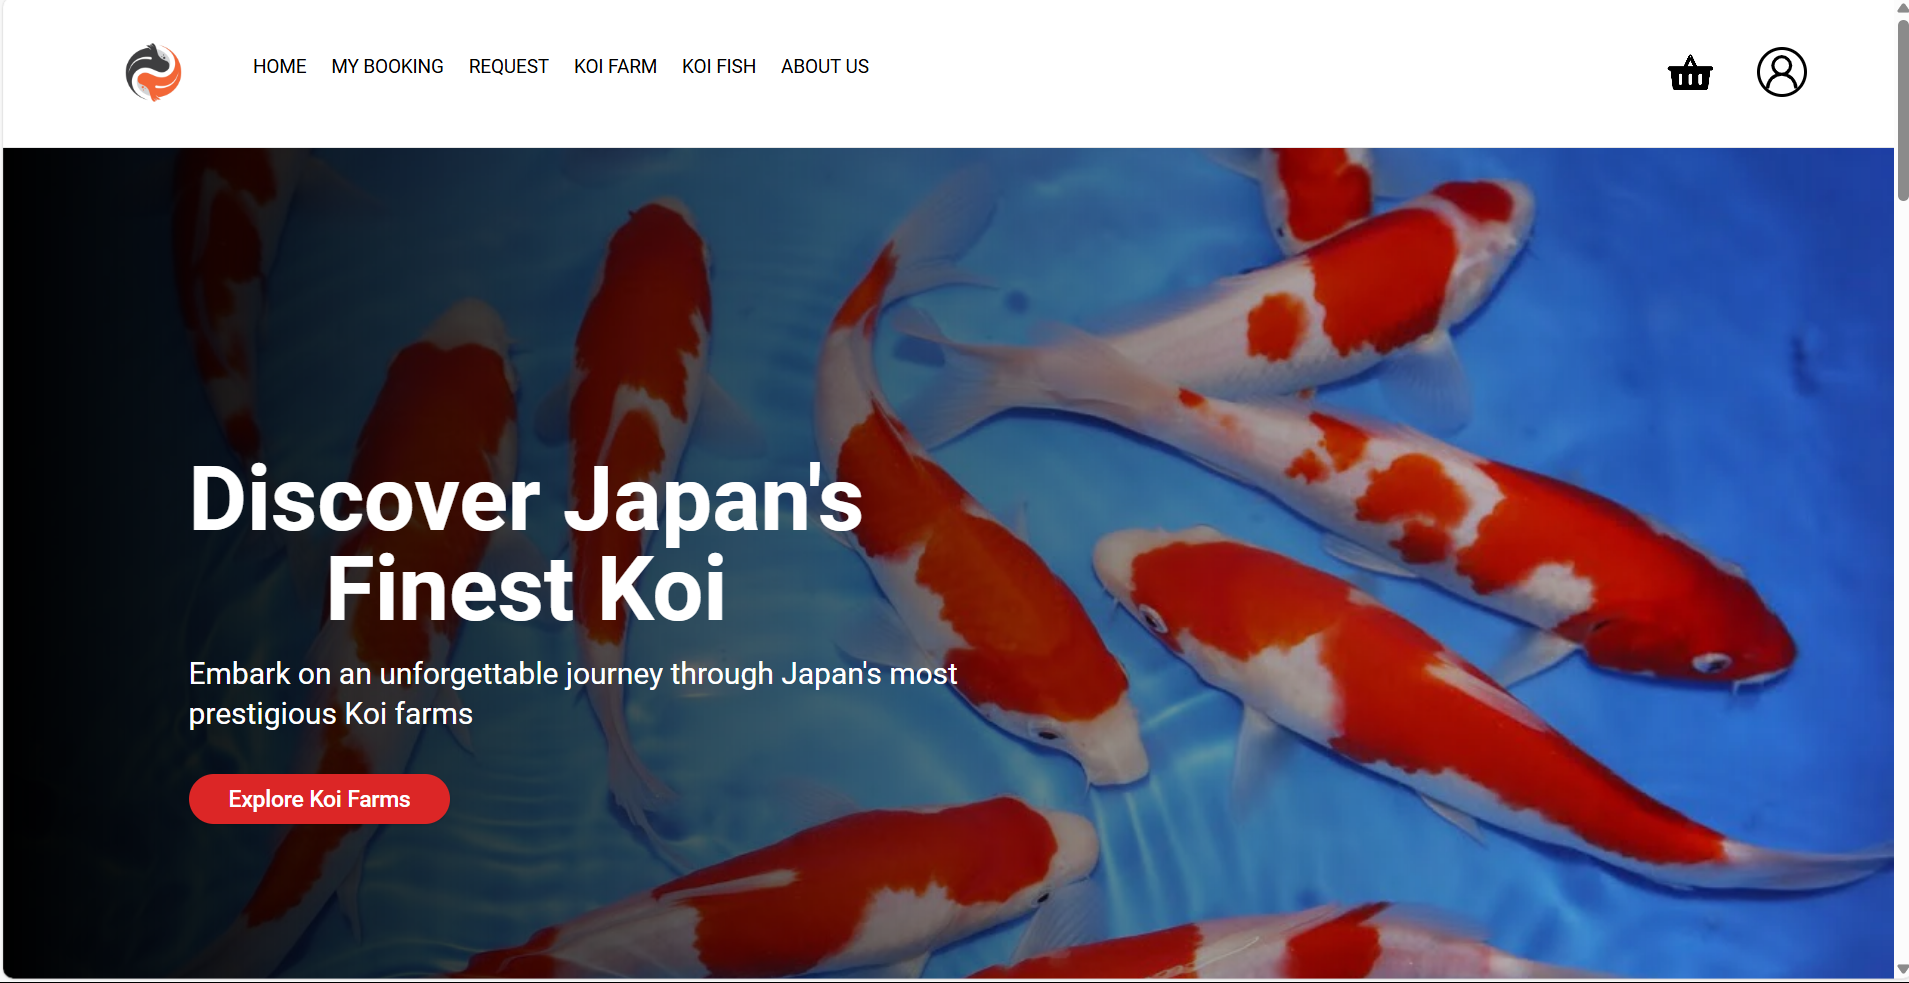 HOME MY BOOKING REQUEST KOI FARM KOI FISH ABOUT US
Discover Japan's
Finest Koi
Embark on an unforgettable journey through Japan's most
prestigious Koi farms
Explore Koi Farms